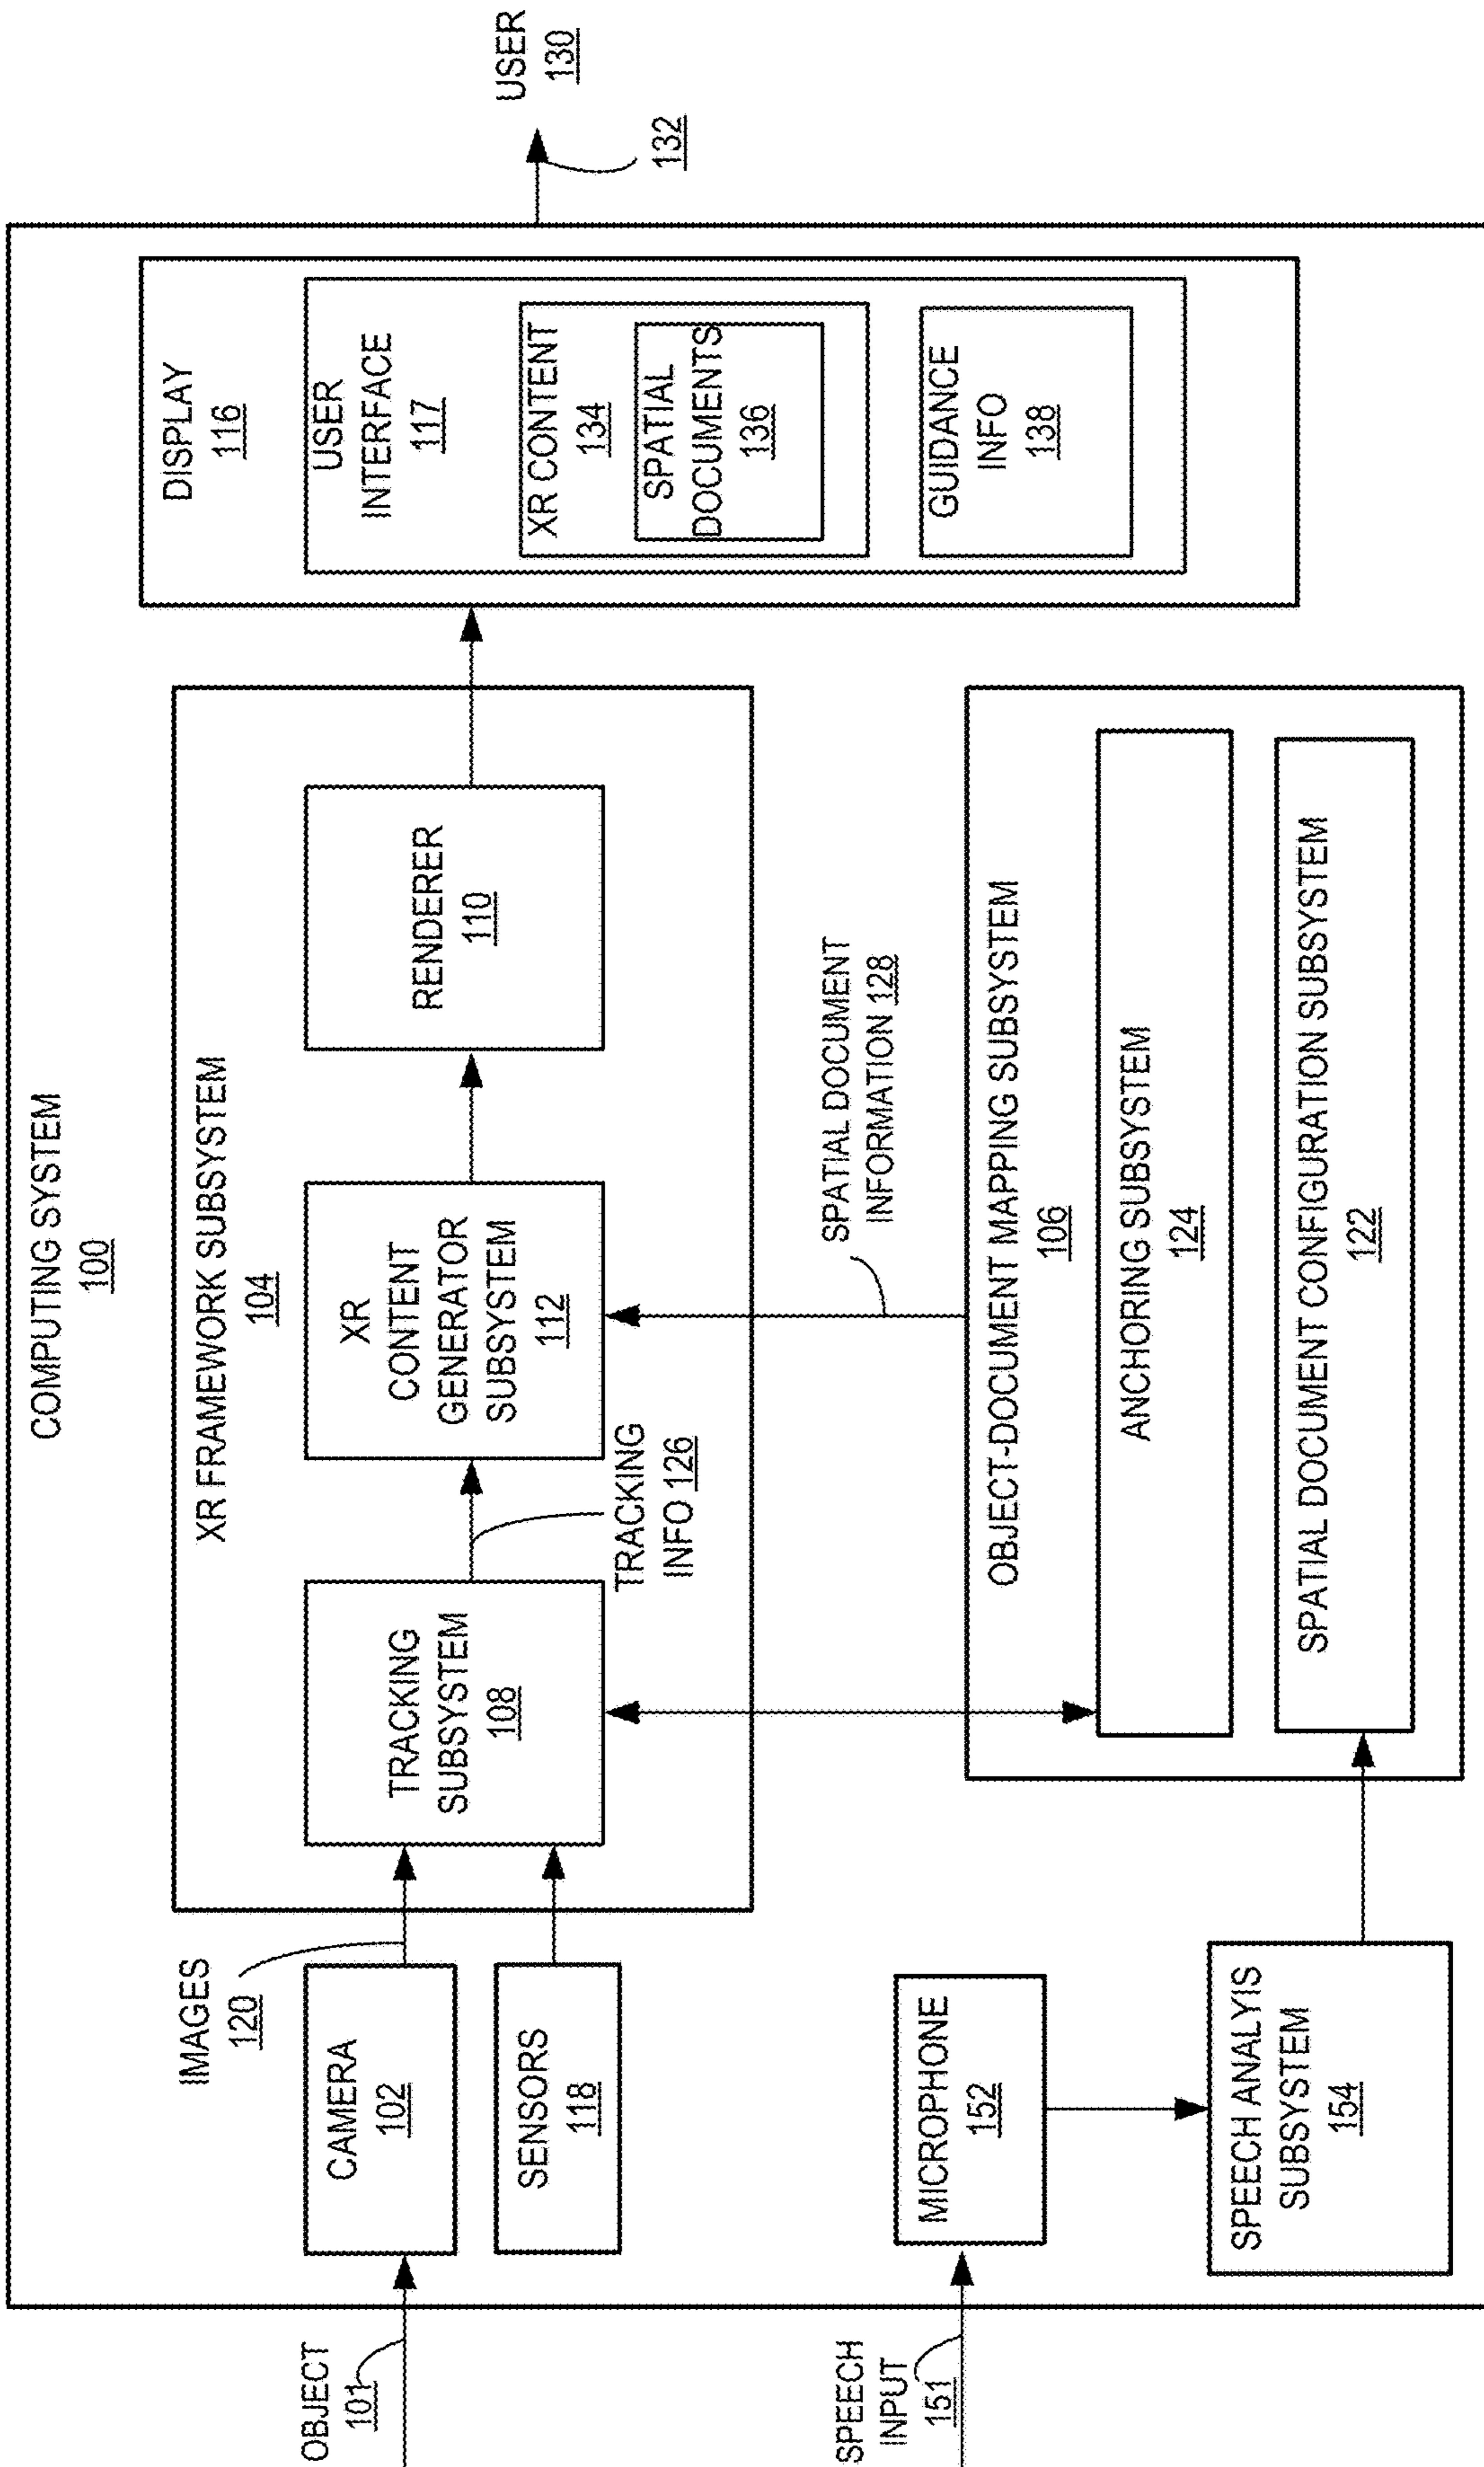 COMPUTING SYSTEM
100
OBJECT
101
IMAGES
120
CAMERA
102
SENSORS
118
XR FRAMEWORK SUBSYSTEM
104
TRACKING
SUBSYSTEM
108
TRACKING
INFO 126
XR
CONTENT
GENERATOR
SUBSYSTEM
112
RENDERER
110
DISPLAY
116
USER
INTERFACE
117
XR CONTENT
134
SPATIAL
DOCUMENTS
136
GUIDANCE
INFO
138
USER
130
132
SPATIAL DOCUMENT
INFORMATION 128
SPEECH
INPUT
151
MICROPHONE
152
SPEECH ANALYIS
SUBSYSTEM
154
OBJECT-DOCUMENT MAPPING SUBSYSTEM
106
ANCHORING SUBSYSTEM
124
SPATIAL DOCUMENT CONFIGURATION SUBSYSTEM
122